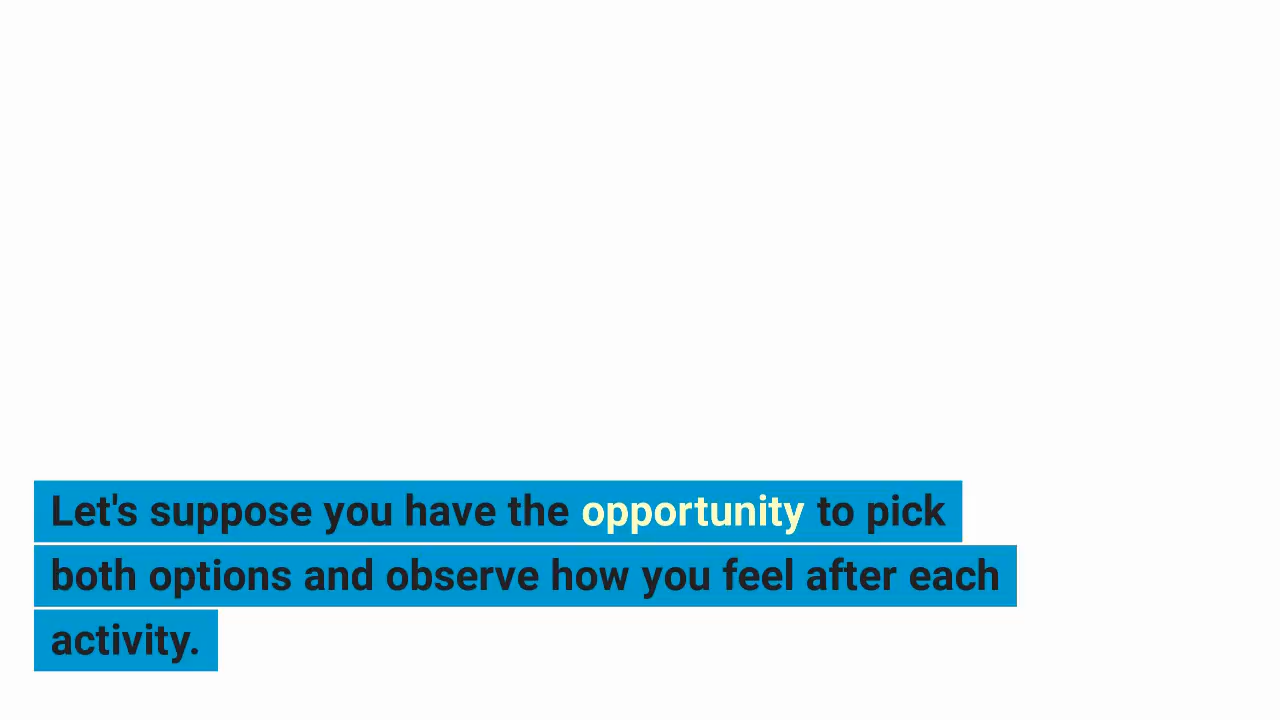 Let's suppose you have the opportunity to pick
both options and observe how you feel after each
activity.